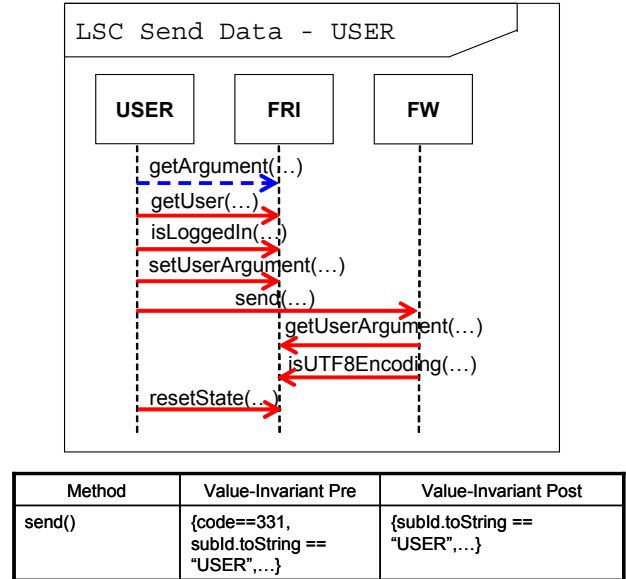 LSC Send Data - USER
USER FRI FW
getArgument(…)
getUser(…)
isLoggedIn(…)
setUserArgument(…)
send(…)
getUserArgument(…)
isUTF8Encoding(…)
resetState(…)
Method Value-Invariant Pre Value-Invariant Post
send() {code==331, {subId.toString ==
subId.toString == “USER”,…}
“USER”,…}